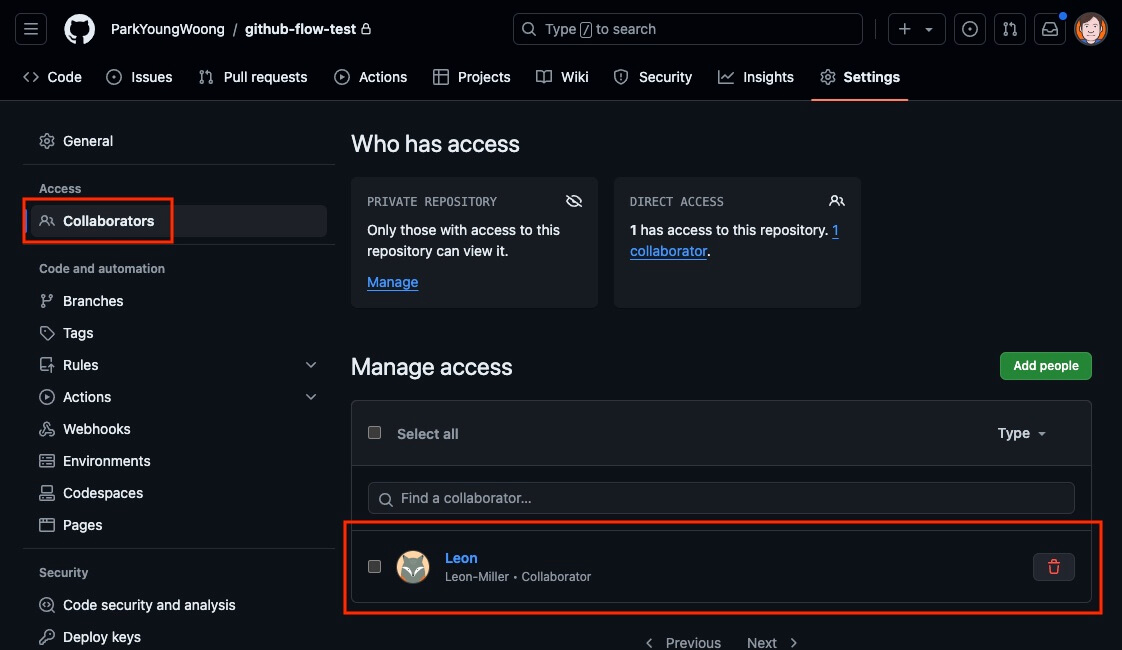 ParkYoungWoong / github-flow-test
Type / to search
Code
Issues
Pull requests
Actions
Projects
Wiki
Security
Insights
Settings
General
Access
Collaborators
Code and automation
Branches
Tags
Rules
Actions
Webhooks
Environments
Codespaces
Pages
Security
Code security and analysis
Deploy keys
Who has access
PRIVATE REPOSITORY
Only those with access to this
repository can view it.
Manage
DIRECT ACCESS
1 has access to this repository. 1
collaborator.
Manage access
Add people
Select all
Type
Find a collaborator...
Leon
Leon-Miller • Collaborator
Previous
Next